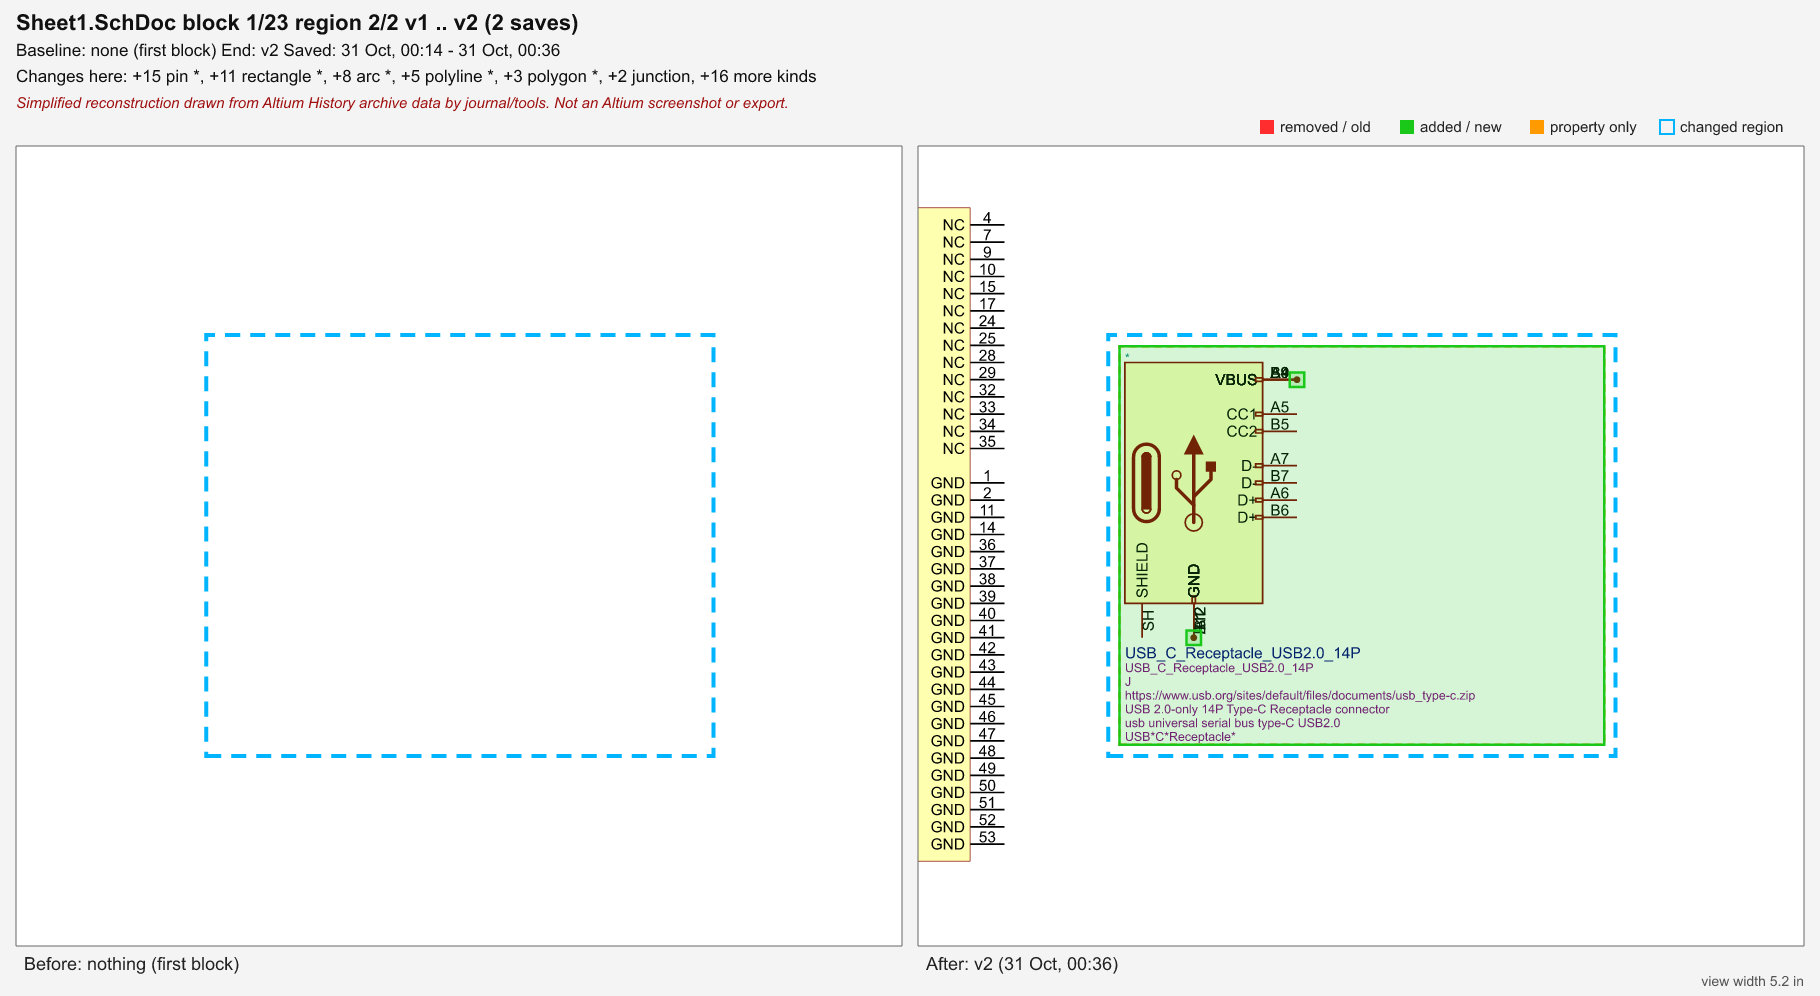 Sheet1.SchDoc block 1/23 region 2/2 v1 .. v2 (2 saves)
Baseline: none (first block) End: v2 Saved: 31 Oct, 00:14 - 31 Oct, 00:36
Changes here: +15 pin *, +11 rectangle *, +8 arc *, +5 polyline *, +3 polygon *, +2 junction, +16 more kinds
Simplified reconstruction drawn from Altium History archive data by journal/tools. Not an Altium screenshot or export.
removed / old
added / new
property only
changed region
NC 4
NC 7
NC 9
NC 10
NC 15
NC 17
NC 24
NC 25
NC 28
NC 29
NC 32
NC 33
NC 34
NC 35
GND 1
GND 2
GND 11
GND 14
GND 36
GND 37
GND 38
GND 39
GND 40
GND 41
GND 42
GND 43
GND 44
GND 45
GND 46
GND 47
GND 48
GND 49
GND 50
GND 51
GND 52
GND 53
*
VBUS
CC1 A5
CC2 B5
D- A7
D- B7
D+ A6
D+ B6
SHIELD
SH
GND
USB_C_Receptacle_USB2.0_14P
USB_C_Receptacle_USB2.0_14P
J
https://www.usb.org/sites/default/files/documents/usb_type-c.zip
USB 2.0-only 14P Type-C Receptacle connector
usb universal serial bus type-C USB2.0
USB*C*Receptacle*
Before: nothing (first block)
After: v2 (31 Oct, 00:36)
view width 5.2 in